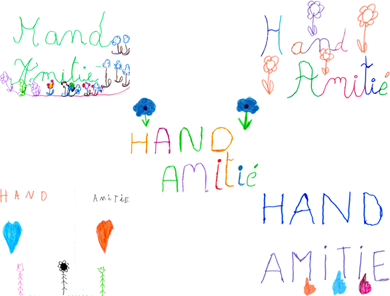 Hand
Amitié
Hand
Amitié
HAND
AMitié
HAND
AMiTiE
HAND
AMiTiE